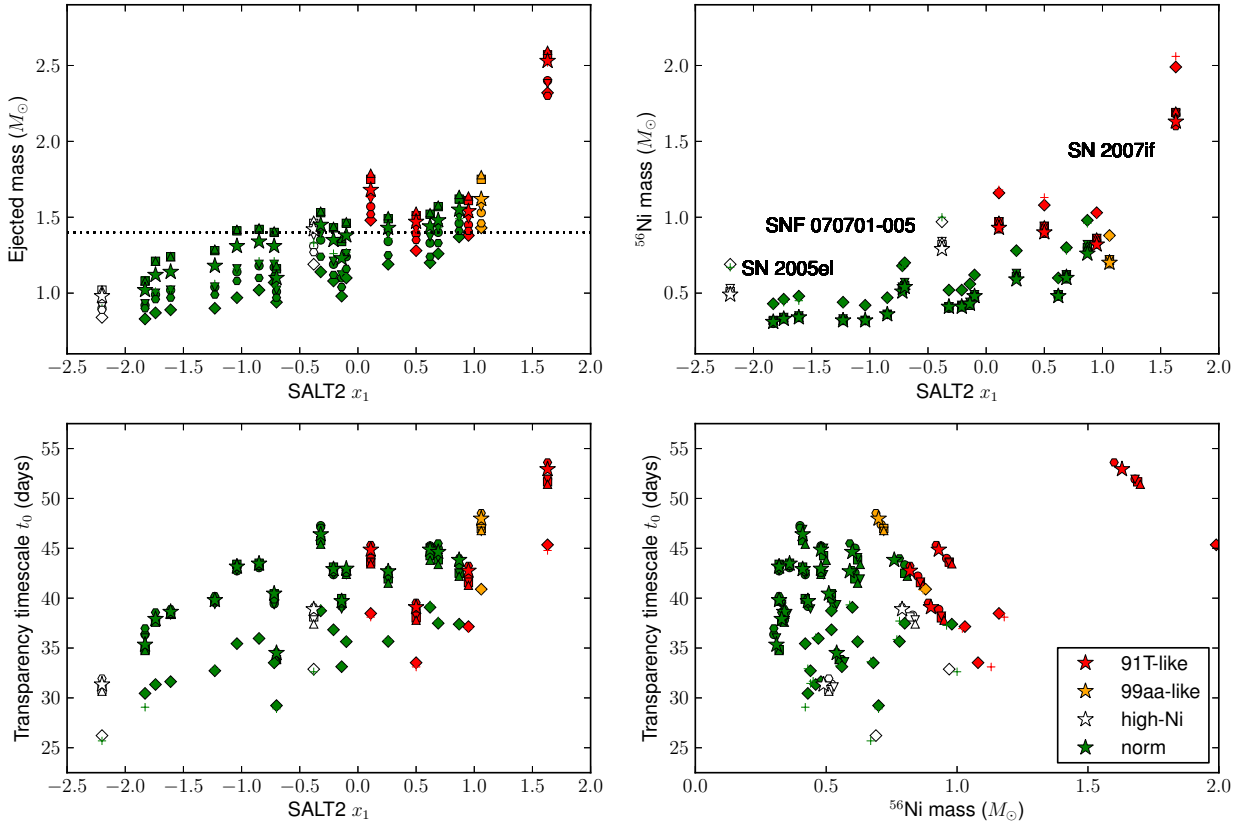 Ejected mass (M⊙)
2.5
2.0
1.5
1.0
−2.5 −2.0 −1.5 −1.0 −0.5 0.0 0.5 1.0 1.5 2.0
SALT2 x₁
⁵⁶Ni mass (M⊙)
2.0
1.5
1.0
0.5
SN 2007if
SNF 070701-005
SN 2005el
−2.5 −2.0 −1.5 −1.0 −0.5 0.0 0.5 1.0 1.5 2.0
SALT2 x₁
Transparency timescale t₀ (days)
55
50
45
40
35
30
25
−2.5 −2.0 −1.5 −1.0 −0.5 0.0 0.5 1.0 1.5 2.0
SALT2 x₁
Transparency timescale t₀ (days)
55
50
45
40
35
30
25
91T-like
99aa-like
high-Ni
norm
0.0 0.5 1.0 1.5 2.0
⁵⁶Ni mass (M⊙)